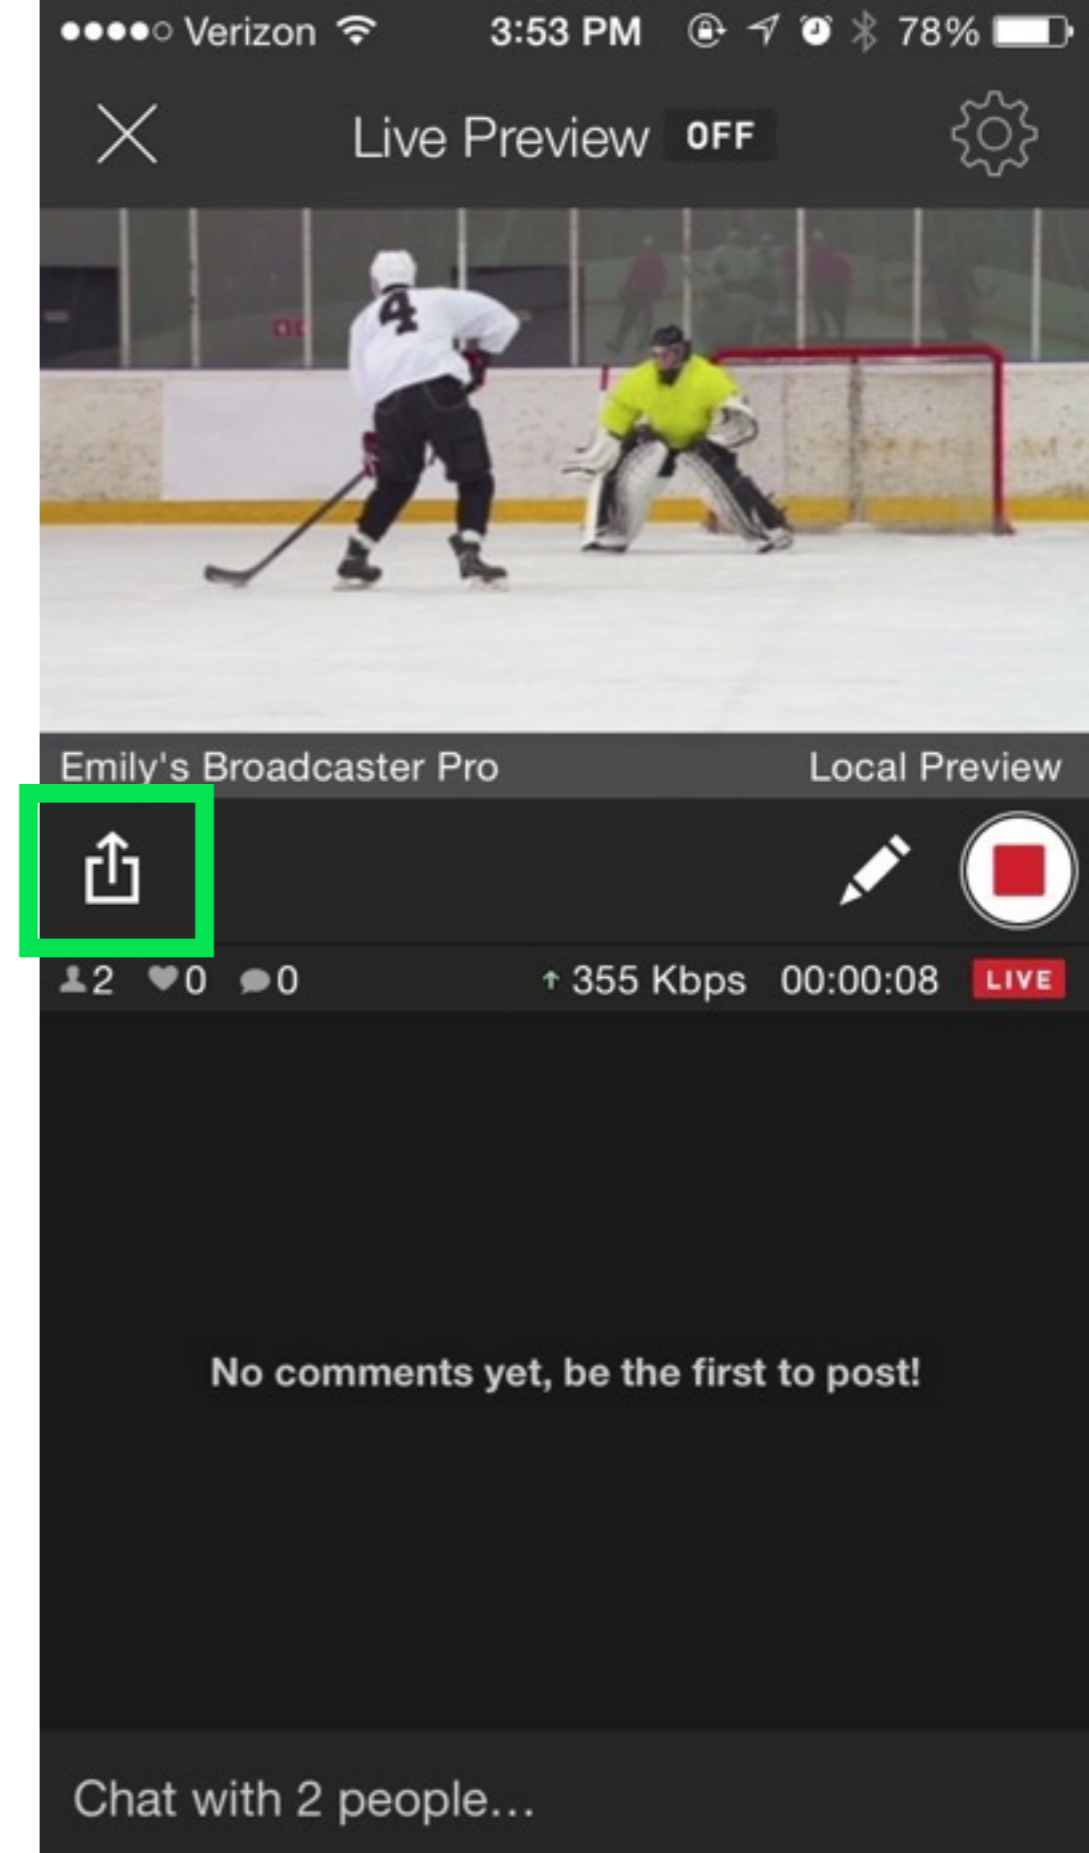 Verizon 3:53 PM 78%
Live Preview OFF
4
Emily's Broadcaster Pro Local Preview
2 0 0 355 Kbps 00:00:08 LIVE
No comments yet, be the first to post!
Chat with 2 people...